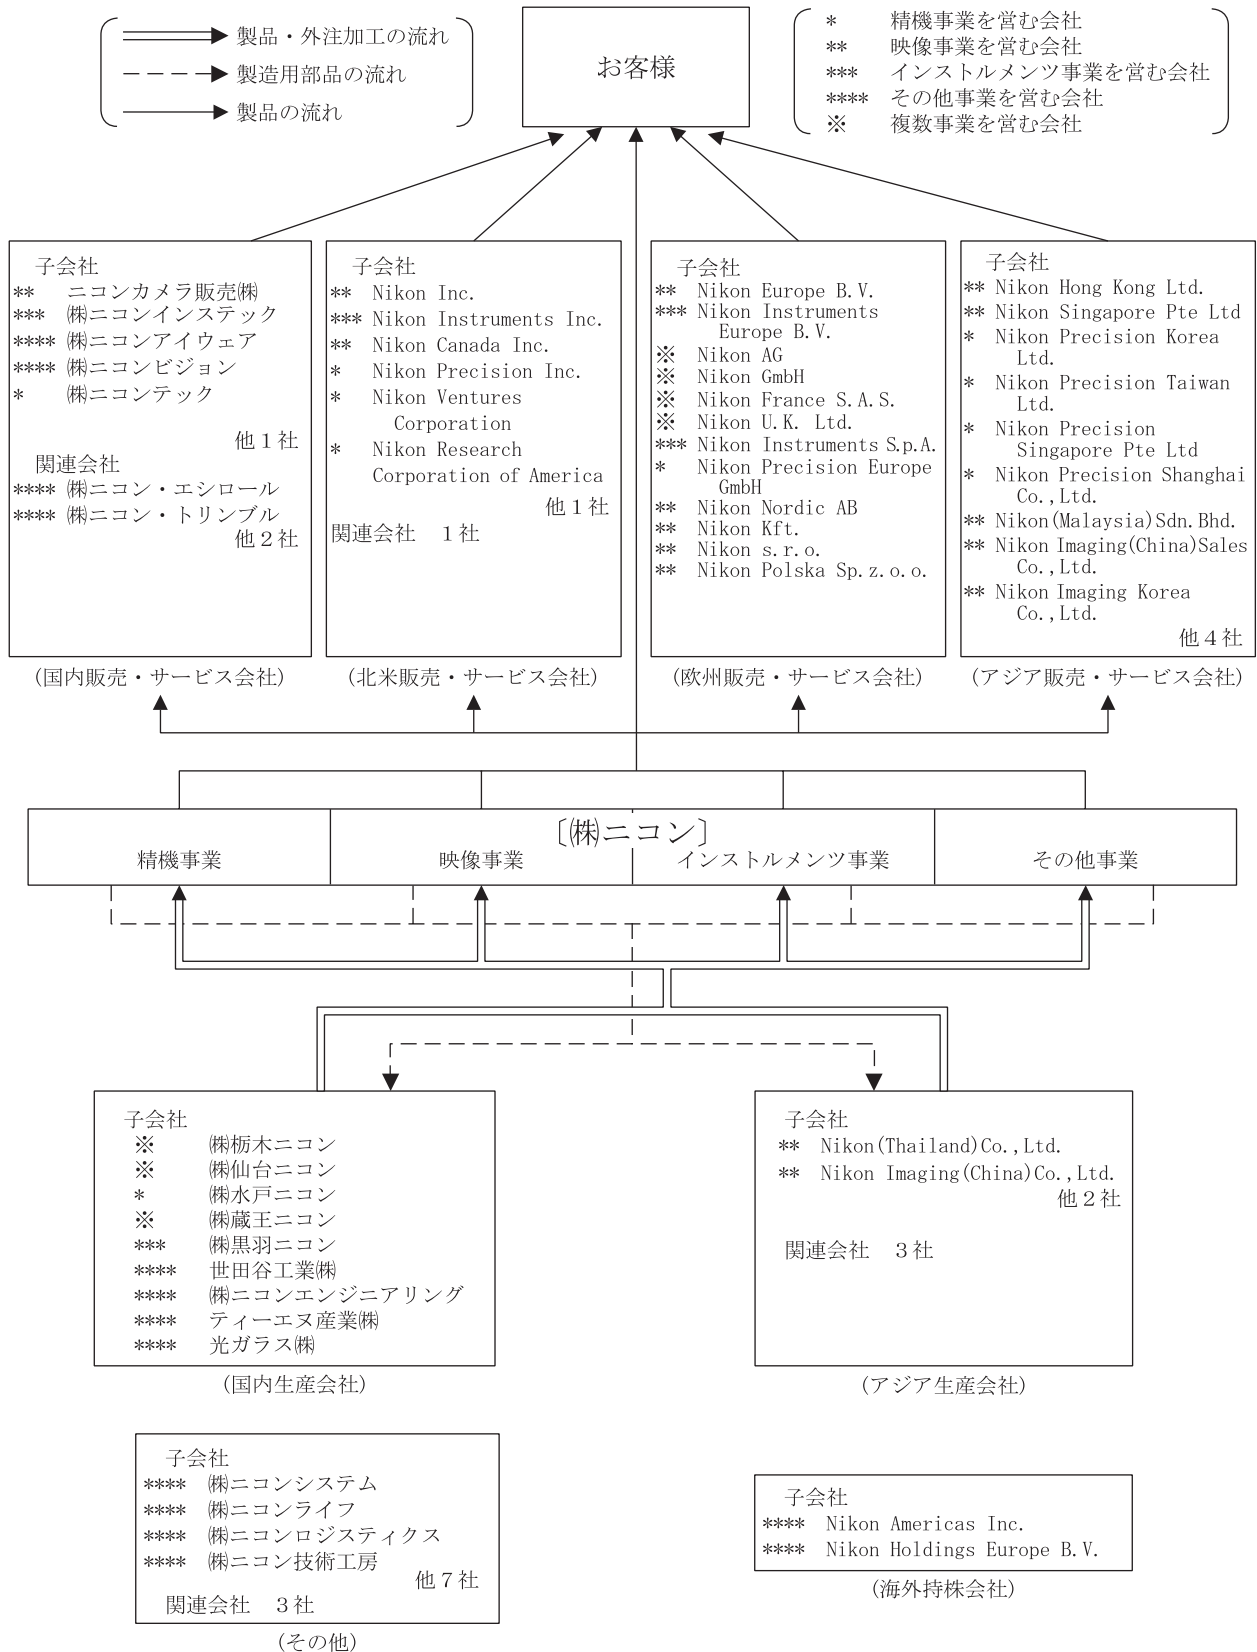 製品・外注加工の流れ
製造用部品の流れ
製品の流れ
お客様
* 精機事業を営む会社
** 映像事業を営む会社
*** インストルメンツ事業を営む会社
**** その他事業を営む会社
※ 複数事業を営む会社
子会社
** ニコンカメラ販売㈱
*** ㈱ニコンインステック
**** ㈱ニコンアイウェア
**** ㈱ニコンビジョン
* ㈱ニコンテック
他1社
関連会社
**** ㈱ニコン・エシロール
**** ㈱ニコン・トリンブル
他2社
(国内販売・サービス会社)
子会社
** Nikon Inc.
*** Nikon Instruments Inc.
** Nikon Canada Inc.
* Nikon Precision Inc.
* Nikon Ventures
Corporation
* Nikon Research
Corporation of America
他1社
関連会社 1社
(北米販売・サービス会社)
子会社
** Nikon Europe B.V.
*** Nikon Instruments
Europe B.V.
※ Nikon AG
※ Nikon GmbH
※ Nikon France S.A.S.
※ Nikon U.K. Ltd.
*** Nikon Instruments S.p.A.
* Nikon Precision Europe
GmbH
** Nikon Nordic AB
** Nikon Kft.
** Nikon s.r.o.
** Nikon Polska Sp.z.o.o.
(欧州販売・サービス会社)
子会社
** Nikon Hong Kong Ltd.
** Nikon Singapore Pte Ltd
* Nikon Precision Korea
Ltd.
* Nikon Precision Taiwan
Ltd.
* Nikon Precision
Singapore Pte Ltd
* Nikon Precision Shanghai
Co.,Ltd.
** Nikon(Malaysia)Sdn.Bhd.
** Nikon Imaging(China)Sales
Co.,Ltd.
** Nikon Imaging Korea
Co.,Ltd.
他4社
(アジア販売・サービス会社)
〔㈱ニコン〕
精機事業
映像事業
インストルメンツ事業
その他事業
子会社
※ ㈱栃木ニコン
※ ㈱仙台ニコン
* ㈱水戸ニコン
※ ㈱蔵王ニコン
*** ㈱黒羽ニコン
**** 世田谷工業㈱
**** ㈱ニコンエンジニアリング
**** ティーエヌ産業㈱
**** 光ガラス㈱
(国内生産会社)
子会社
** Nikon(Thailand)Co.,Ltd.
** Nikon Imaging(China)Co.,Ltd.
他2社
関連会社 3社
(アジア生産会社)
子会社
**** ㈱ニコンシステム
**** ㈱ニコンライフ
**** ㈱ニコンロジスティクス
**** ㈱ニコン技術工房
他7社
関連会社 3社
(その他)
子会社
**** Nikon Americas Inc.
**** Nikon Holdings Europe B.V.
(海外持株会社)